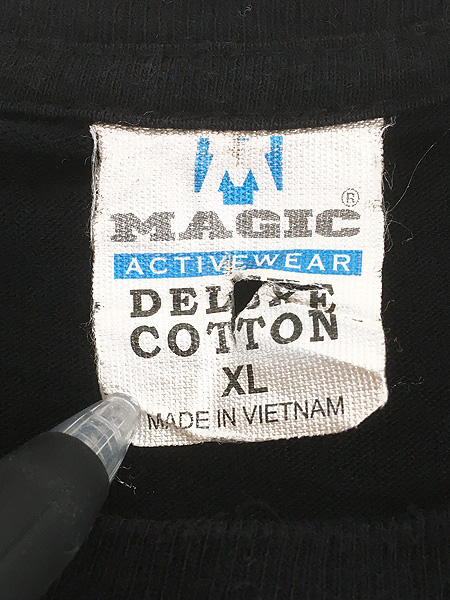 MAGIC ®
ACTIVEWEAR
DELUXE
COTTON
XL
MADE IN VIETNAM